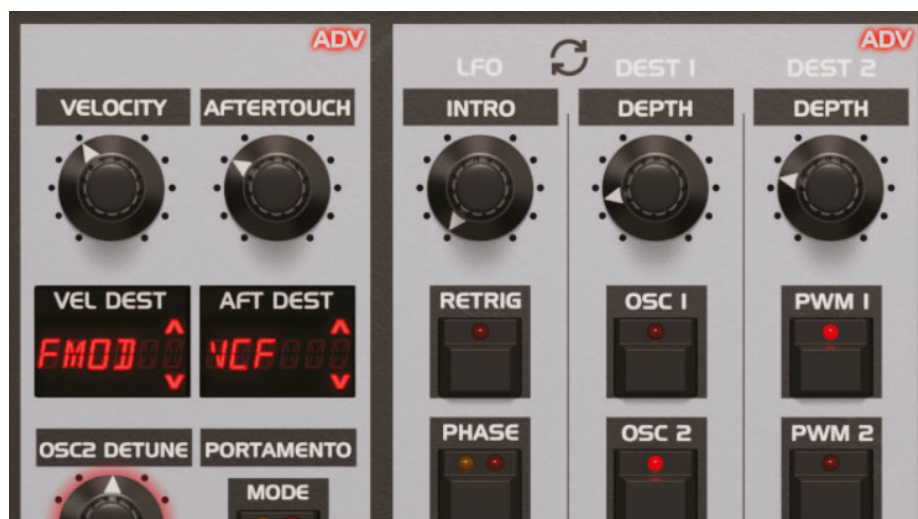 ADV
VELOCITY
AFTERTOUCH
VEL DEST
FMOD
AFT DEST
VCF
OSC2 DETUNE
PORTAMENTO
MODE
ADV
LFO
DEST 1
DEST 2
INTRO
DEPTH
DEPTH
RETRIG
OSC 1
PWM 1
PHASE
OSC 2
PWM 2